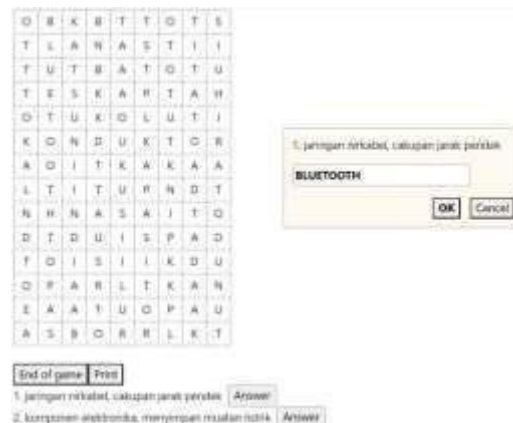 O B K B T T O T S
T L A N A S T I I
T U T B A T O T U
T E S K A R T A H
O T U K O L U T I
K O N D U K T O R
A O I T K A K A A
L T I T U R N D T
N H N A S A I T O
D T D U I S P A D
T O I S I I K D U
O R A R L T K A N
E A A T U O P A U
A S B O R R L K T
1. jaringan nirkabel, cakupan jarak pendek
BLUETOOTH
OK Cancel
End of game Print
1. jaringan nirkabel, cakupan jarak pendek Answer
2. komponen elektronika, menyimpan muatan listrik Answer